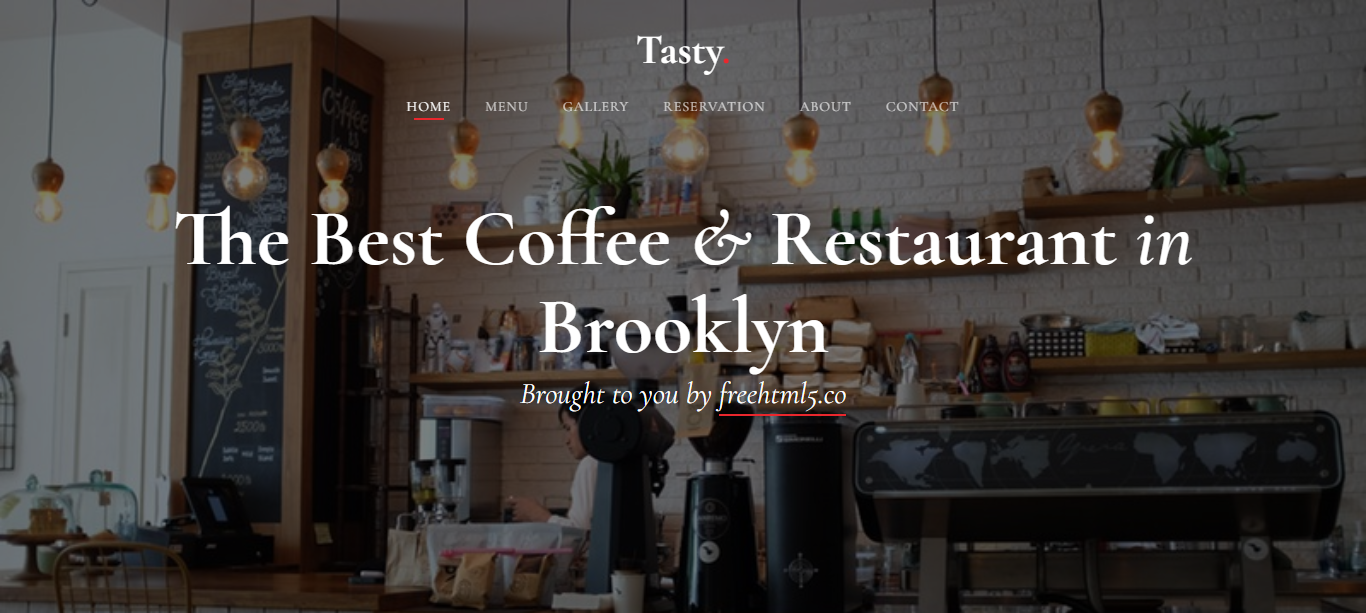 Tasty.
HOME MENU GALLERY RESERVATION ABOUT CONTACT
The Best Coffee & Restaurant in
Brooklyn
Brought to you by freehtml5.co
Coffee